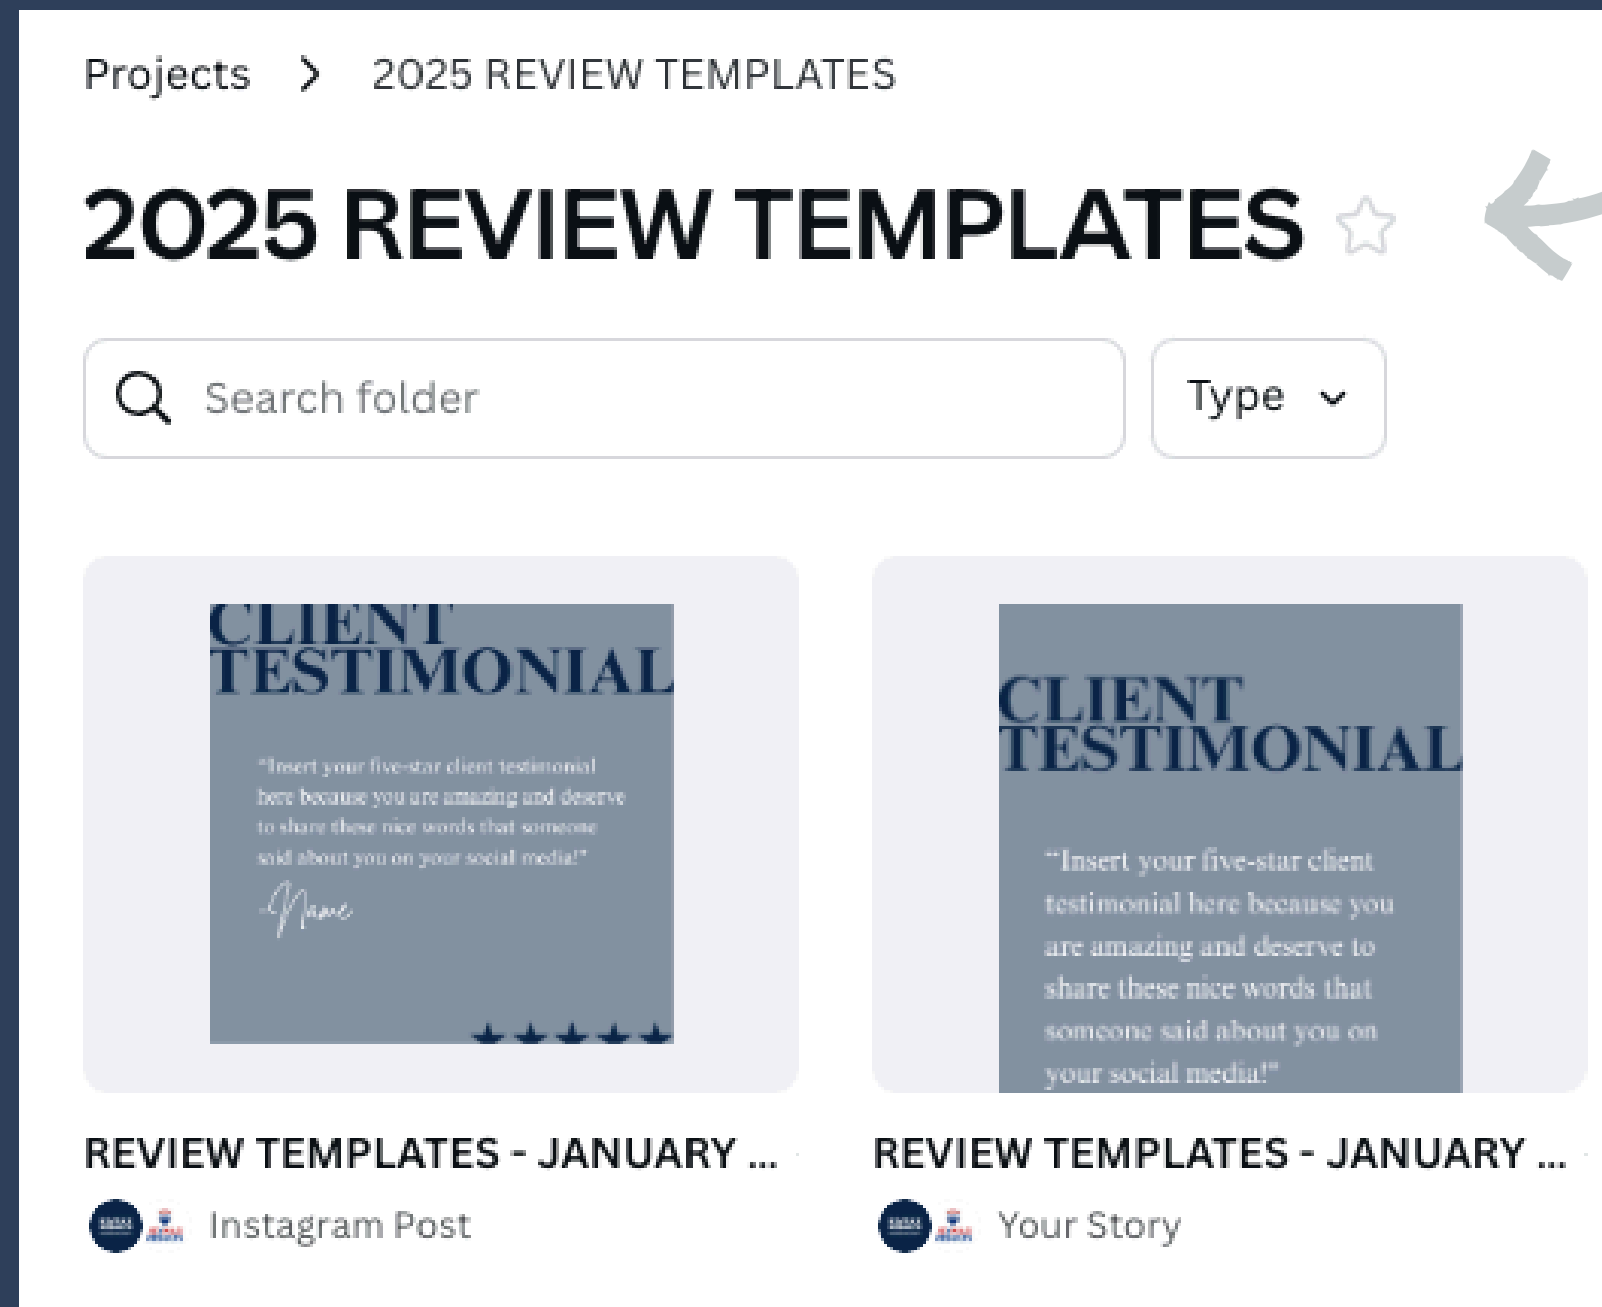 Projects > 2025 REVIEW TEMPLATES
2025 REVIEW TEMPLATES
Search folder
Type
CLIENT
TESTIMONIAL
"Insert your five-star client testimonial
here because you are amazing and deserve
to share these nice words that someone
said about you on your social media!"
-Name
CLIENT
TESTIMONIAL
"Insert your five-star client
testimonial here because you
are amazing and deserve to
share these nice words that
someone said about you on
your social media!"
REVIEW TEMPLATES - JANUARY ...
Instagram Post
REVIEW TEMPLATES - JANUARY ...
Your Story